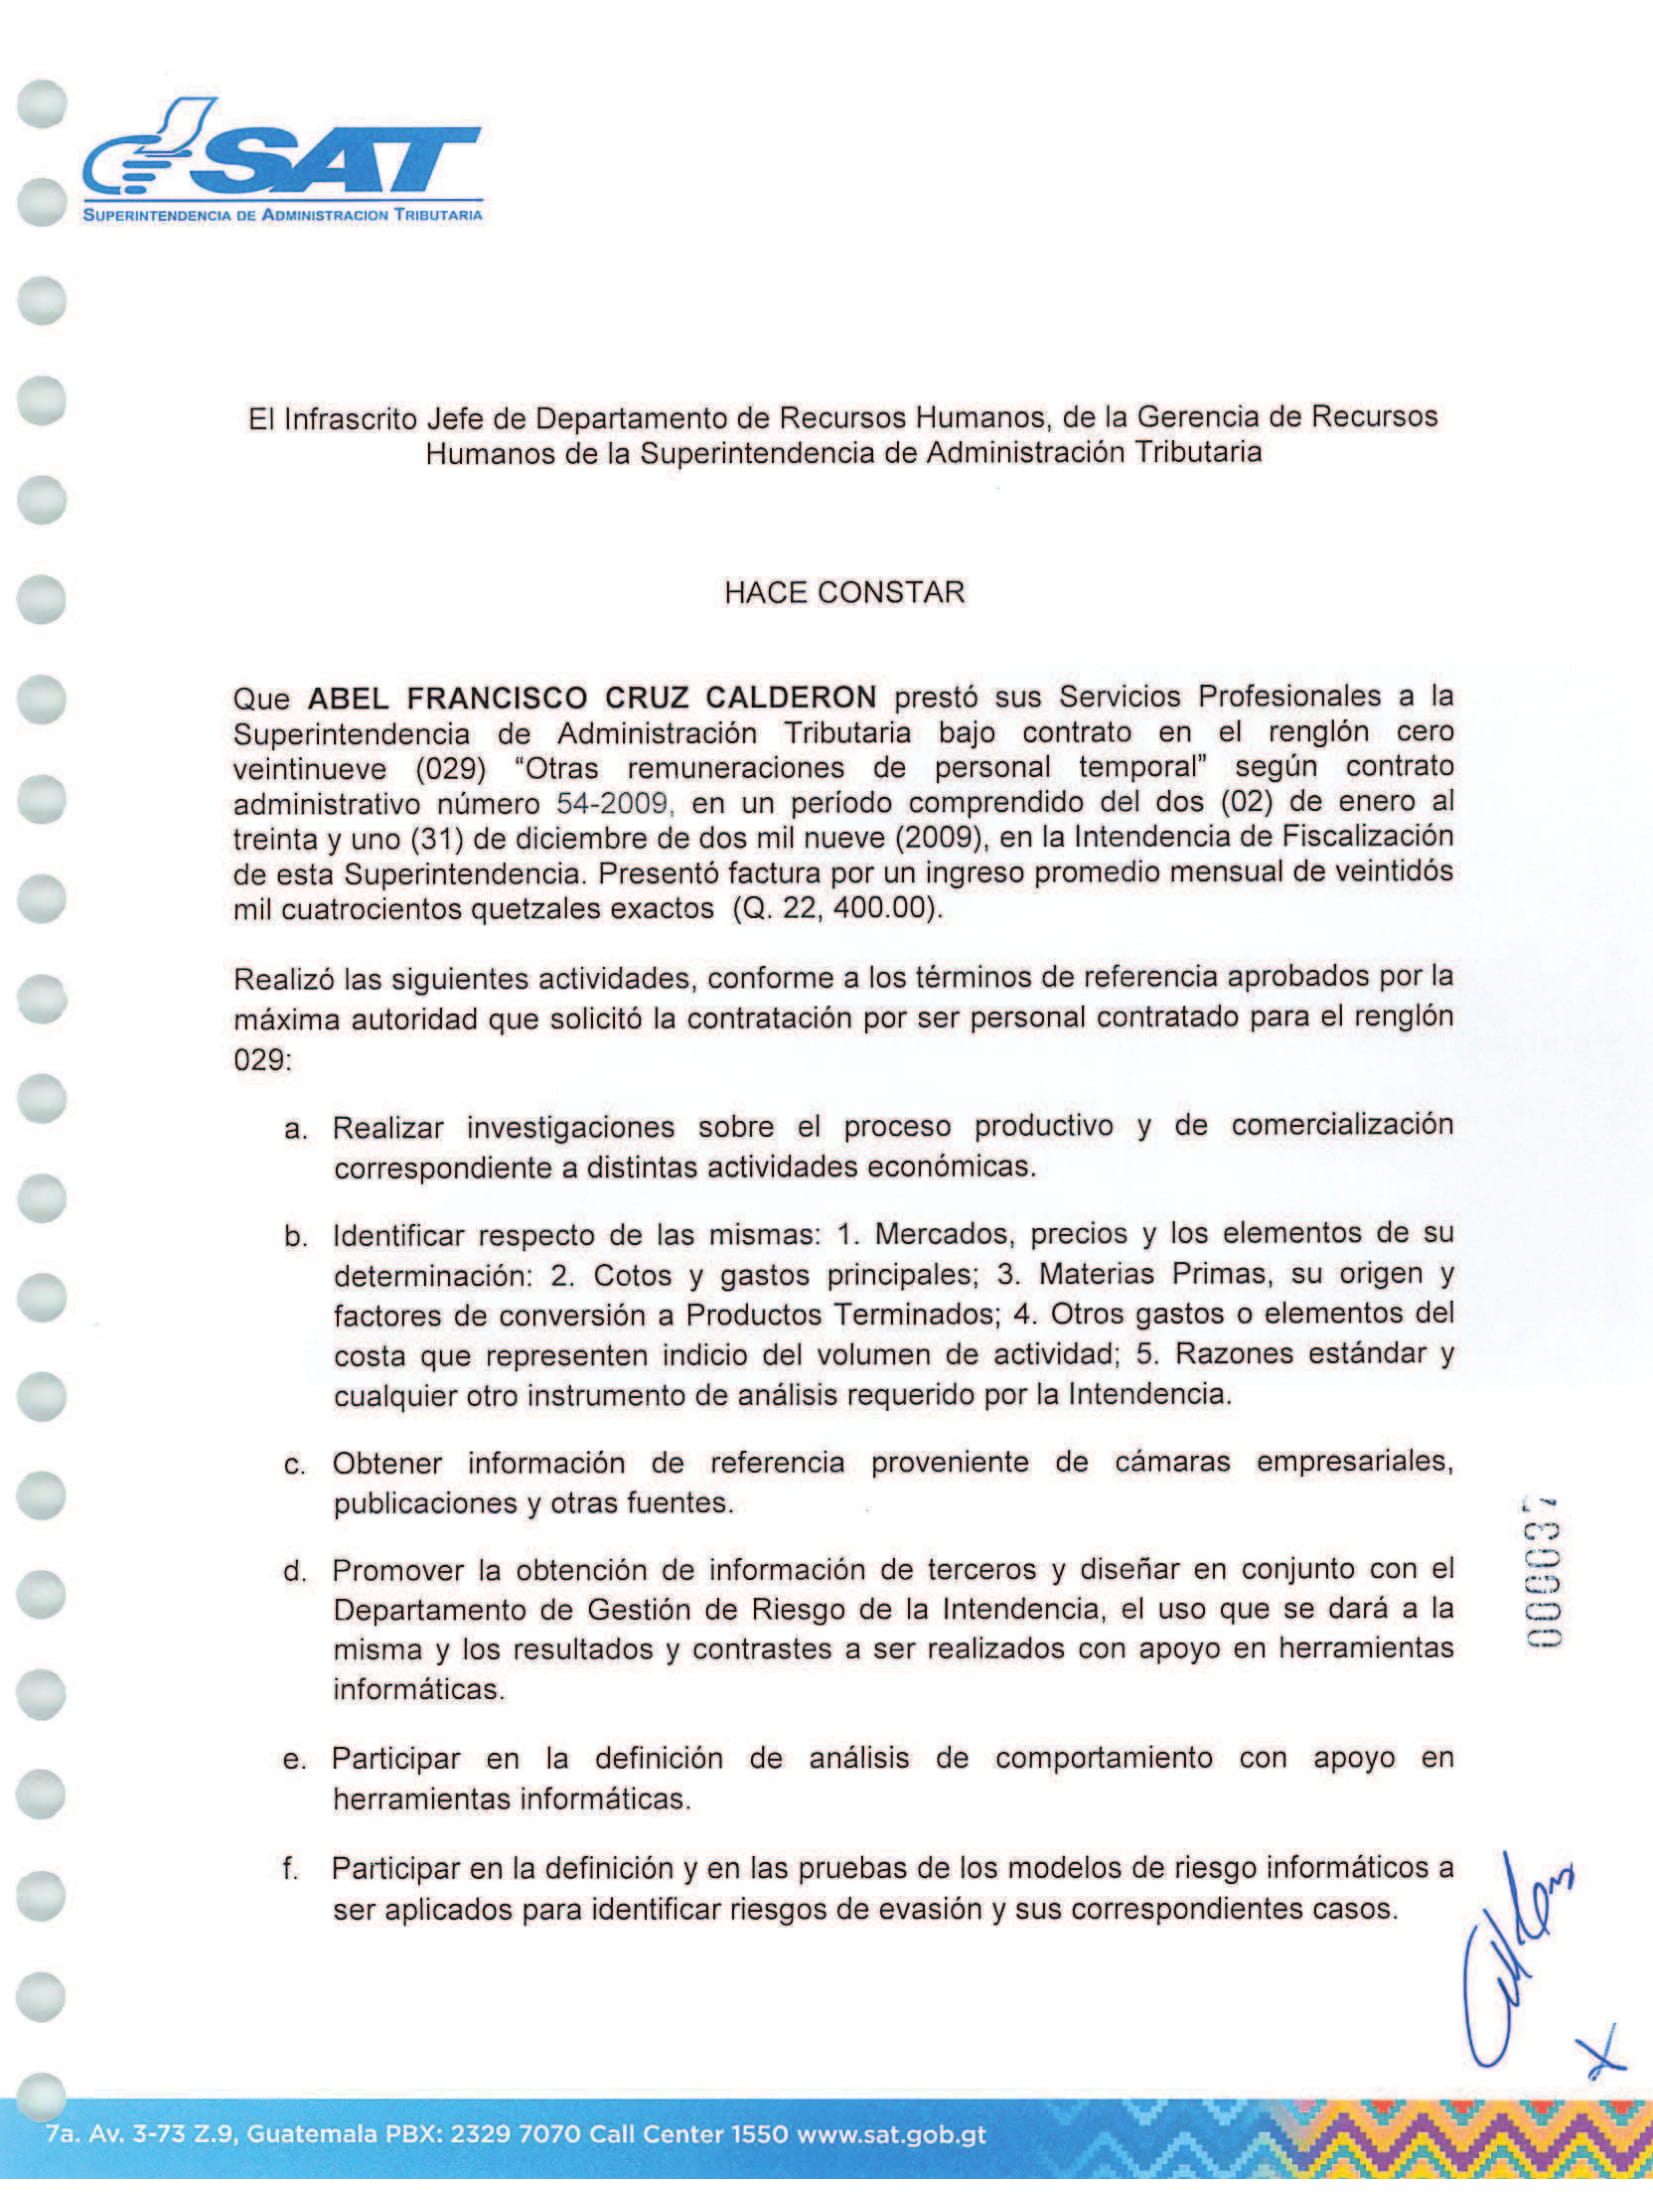 SAT
SUPERINTENDENCIA DE ADMINISTRACION TRIBUTARIA
El Infrascrito Jefe de Departamento de Recursos Humanos, de la Gerencia de Recursos
Humanos de la Superintendencia de Administración Tributaria
HACE CONSTAR
Que ABEL FRANCISCO CRUZ CALDERON prestó sus Servicios Profesionales a la
Superintendencia de Administración Tributaria bajo contrato en el renglón cero
veintinueve (029) “Otras remuneraciones de personal temporal” según contrato
administrativo número 54-2009, en un período comprendido del dos (02) de enero al
treinta y uno (31) de diciembre de dos mil nueve (2009), en la Intendencia de Fiscalización
de esta Superintendencia. Presentó factura por un ingreso promedio mensual de veintidós
mil cuatrocientos quetzales exactos (Q. 22, 400.00).
Realizó las siguientes actividades, conforme a los términos de referencia aprobados por la
máxima autoridad que solicitó la contratación por ser personal contratado para el renglón
029:
a. Realizar investigaciones sobre el proceso productivo y de comercialización
correspondiente a distintas actividades económicas.
b. Identificar respecto de las mismas: 1. Mercados, precios y los elementos de su
determinación: 2. Cotos y gastos principales; 3. Materias Primas, su origen y
factores de conversión a Productos Terminados; 4. Otros gastos o elementos del
costa que representen indicio del volumen de actividad; 5. Razones estándar y
cualquier otro instrumento de análisis requerido por la Intendencia.
c. Obtener información de referencia proveniente de cámaras empresariales,
publicaciones y otras fuentes.
d. Promover la obtención de información de terceros y diseñar en conjunto con el
Departamento de Gestión de Riesgo de la Intendencia, el uso que se dará a la
misma y los resultados y contrastes a ser realizados con apoyo en herramientas
informáticas.
e. Participar en la definición de análisis de comportamiento con apoyo en
herramientas informáticas.
f. Participar en la definición y en las pruebas de los modelos de riesgo informáticos a
ser aplicados para identificar riesgos de evasión y sus correspondientes casos.
000037
7a. Av. 3-73 Z.9, Guatemala PBX: 2329 7070 Call Center 1550 www.sat.gob.gt